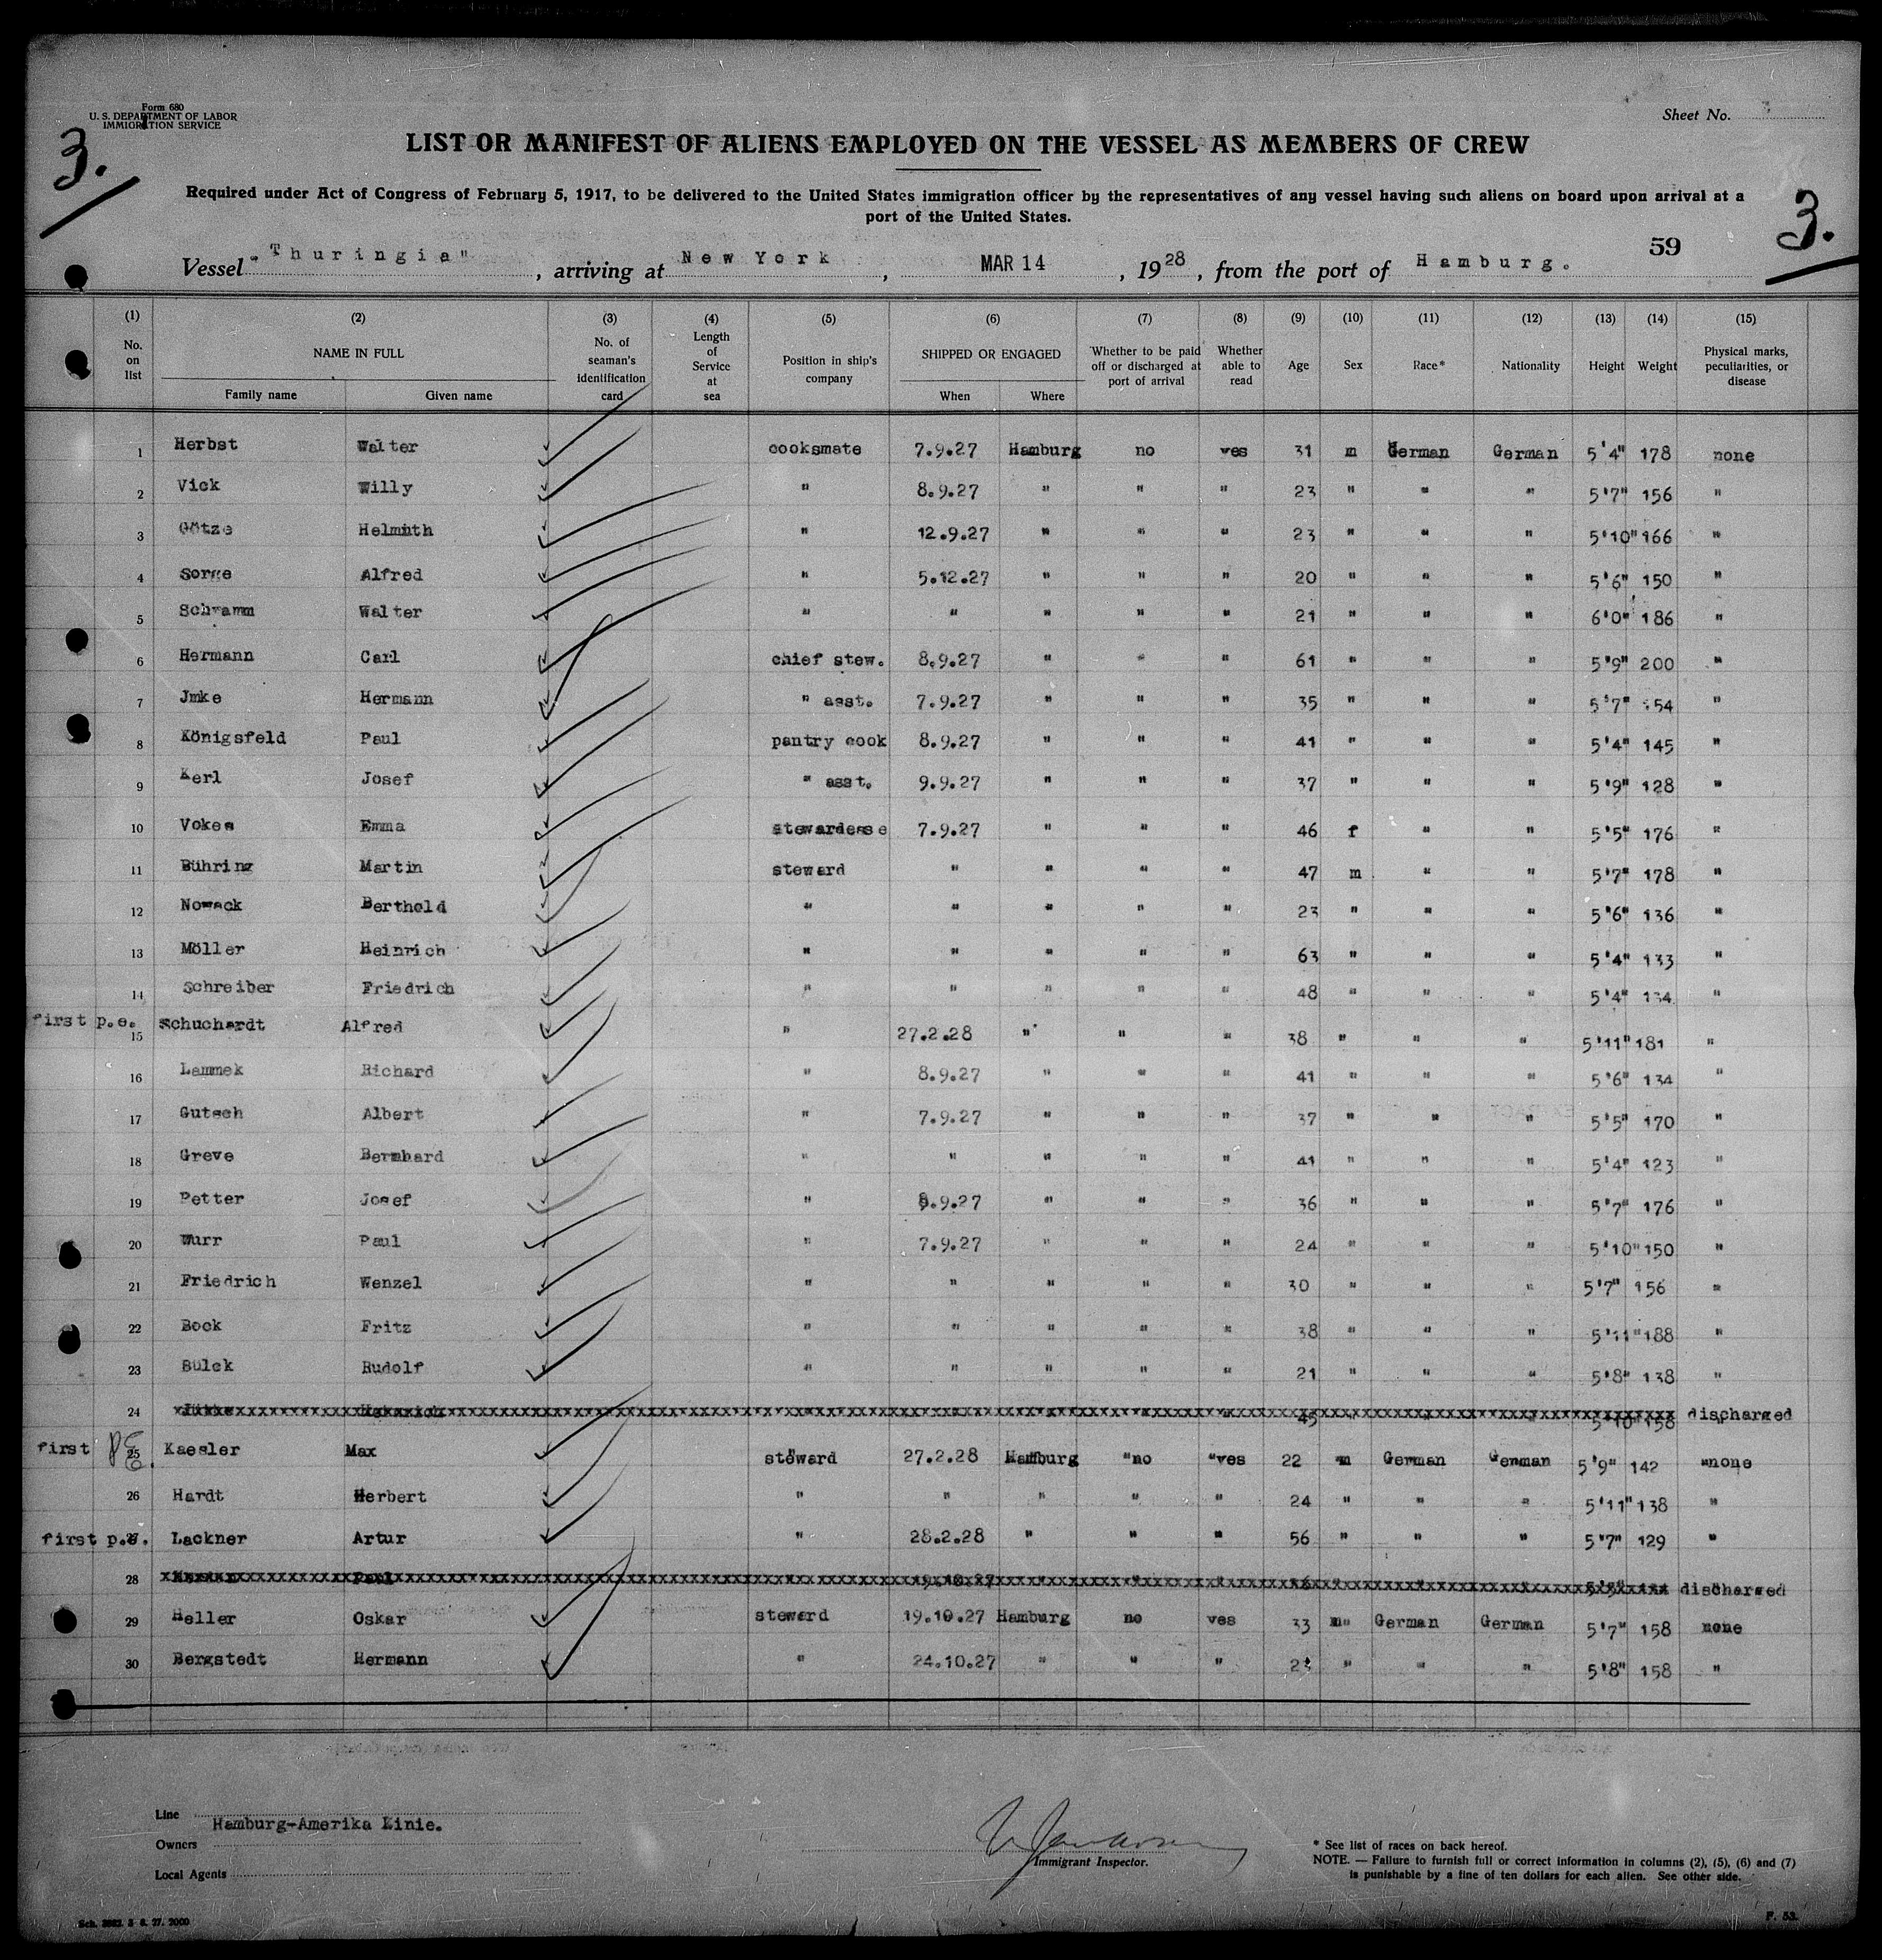 Form 680
U. S. DEPARTMENT OF LABOR
IMMIGRATION SERVICE
Sheet No.
3.
LIST OR MANIFEST OF ALIENS EMPLOYED ON THE VESSEL AS MEMBERS OF CREW
Required under Act of Congress of February 5, 1917, to be delivered to the United States immigration officer by the representatives of any vessel having such aliens on board upon arrival at a
port of the United States.
59
3.
Vessel "Thuringia", arriving at New York, MAR 14, 1928, from the port of Hamburg.
(1) (2) (3) (4) (5) (6) (7) (8) (9) (10) (11) (12) (13) (14) (15)
No. on list NAME IN FULL Family name Given name No. of seaman's identification card Length of Service at sea Position in ship's company SHIPPED OR ENGAGED When Where Whether to be paid off or discharged at port of arrival Whether able to read Age Sex Race* Nationality Height Weight Physical marks, peculiarities, or disease
1 Herbst Walter cooksmate 7.9.27 Hamburg no yes 31 m German German 5'4" 178 none
2 Vick Willy " 8.9.27 " " " 23 " " " 5'7" 156 "
3 Götze Helmuth " 12.9.27 " " " 23 " " " 5'10" 166 "
4 Sorge Alfred " 5.12.27 " " " 20 " " " 5'6" 150 "
5 Schramm Walter " " " " " 21 " " " 6'0" 186 "
6 Hermann Carl chief stew. 8.9.27 " " " 61 " " " 5'9" 200 "
7 Jmke Hermann " asst. 7.9.27 " " " 35 " " " 5'7" 154 "
8 Königsfeld Paul pantry cook 8.9.27 " " " 41 " " " 5'4" 145 "
9 Kerl Josef " asst. 9.9.27 " " " 37 " " " 5'9" 128 "
10 Vokes Emma stewardesse 7.9.27 " " " 46 f " " 5'5" 176 "
11 Bühring Martin steward " " " " 47 m " " 5'7" 178 "
12 Nowack Berthold " " " " " 23 " " " 5'6" 136 "
13 Möller Heinrich " " " " " 63 " " " 5'4" 133 "
14 Schreiber Friedrich " " " " " 48 " " " 5'4" 134 "
first p.e. 15 Schuchardt Alfred " 27.2.28 " " " 38 " " " 5'11" 181 "
16 Lammek Richard " 8.9.27 " " " 41 " " " 5'6" 134 "
17 Gutsch Albert " 7.9.27 " " " 37 " " " 5'5" 170 "
18 Greve Bernhard " " " " " 41 " " " 5'4" 123 "
19 Petter Josef " 8.9.27 " " " 36 " " " 5'7" 176 "
20 Wurr Paul " 7.9.27 " " " 24 " " " 5'10" 150 "
21 Friedrich Wenzel " " " " " 30 " " " 5'7" 156 "
22 Bock Fritz " " " " " 38 " " " 5'11" 188 "
23 Bülck Rudolf " " " " " 21 " " " 5'8" 138 "
24 Heinrich 45 5'10" 158 discharged
first PE. 25 Kaesler Max steward 27.2.28 Hamburg "no "yes 22 m German German 5'9" 142 "none
26 Hardt Herbert " " " " " 24 " " " 5'11" 138 "
first p.e. 27 Lackner Artur " 28.2.28 " " " 56 " " " 5'7" 129 "
28 Paul discharged
29 Heller Oskar steward 19.10.27 Hamburg no yes 33 m" German German 5'7" 158 none
30 Bergstedt Hermann " 24.10.27 " " " " " " 5'8" 158 "
Line
Hamburg-Amerika Linie.
Owners
Local Agents
Immigrant Inspector.
* See list of races on back hereof.
NOTE. — Failure to furnish full or correct information in columns (2), (5), (6) and (7)
is punishable by a fine of ten dollars for each alien. See other side.
F. 53.